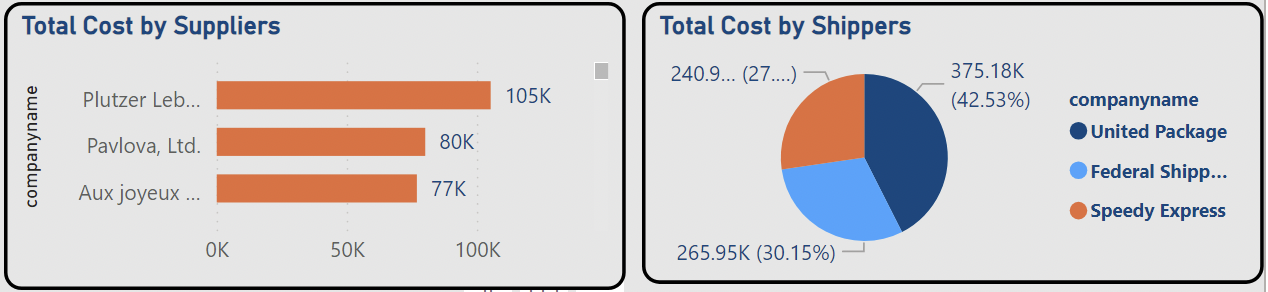 Total Cost by Suppliers
companyname
Plutzer Leb...
105K
Pavlova, Ltd.
80K
Aux joyeux ...
77K
0K
50K
100K
Total Cost by Shippers
240.9... (27....)
375.18K
(42.53%)
265.95K (30.15%)
companyname
United Package
Federal Shipp...
Speedy Express